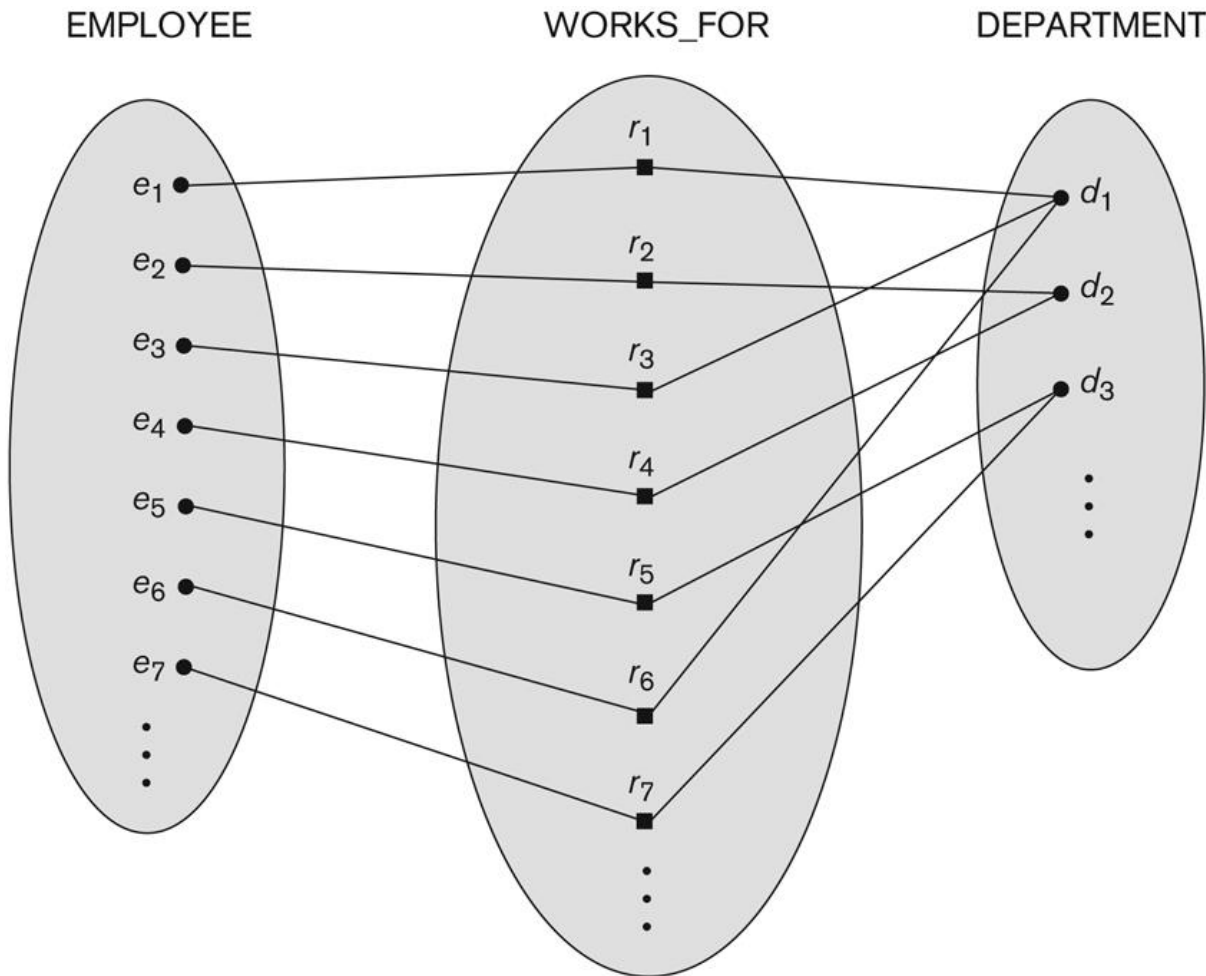 EMPLOYEE WORKS_FOR DEPARTMENT
r₁
e₁ d₁
r₂
e₂ d₂
e₃ r₃ d₃
e₄ r₄
e₅ r₅
e₆ r₆
e₇ r₇